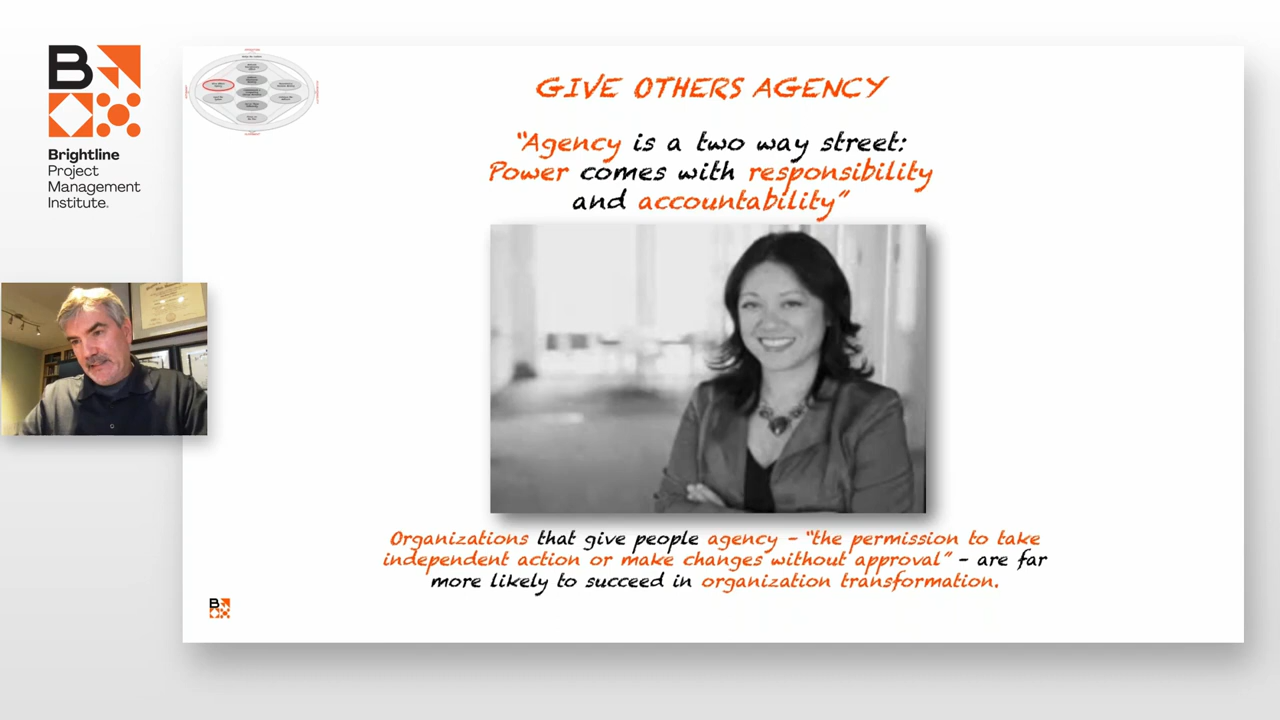 Brightline
Project
Management
Institute.
GIVE OTHERS AGENCY
"Agency is a two way street:
Power comes with responsibility
and accountability"
Organizations that give people agency – "the permission to take
independent action or make changes without approval" – are far
more likely to succeed in organization transformation.